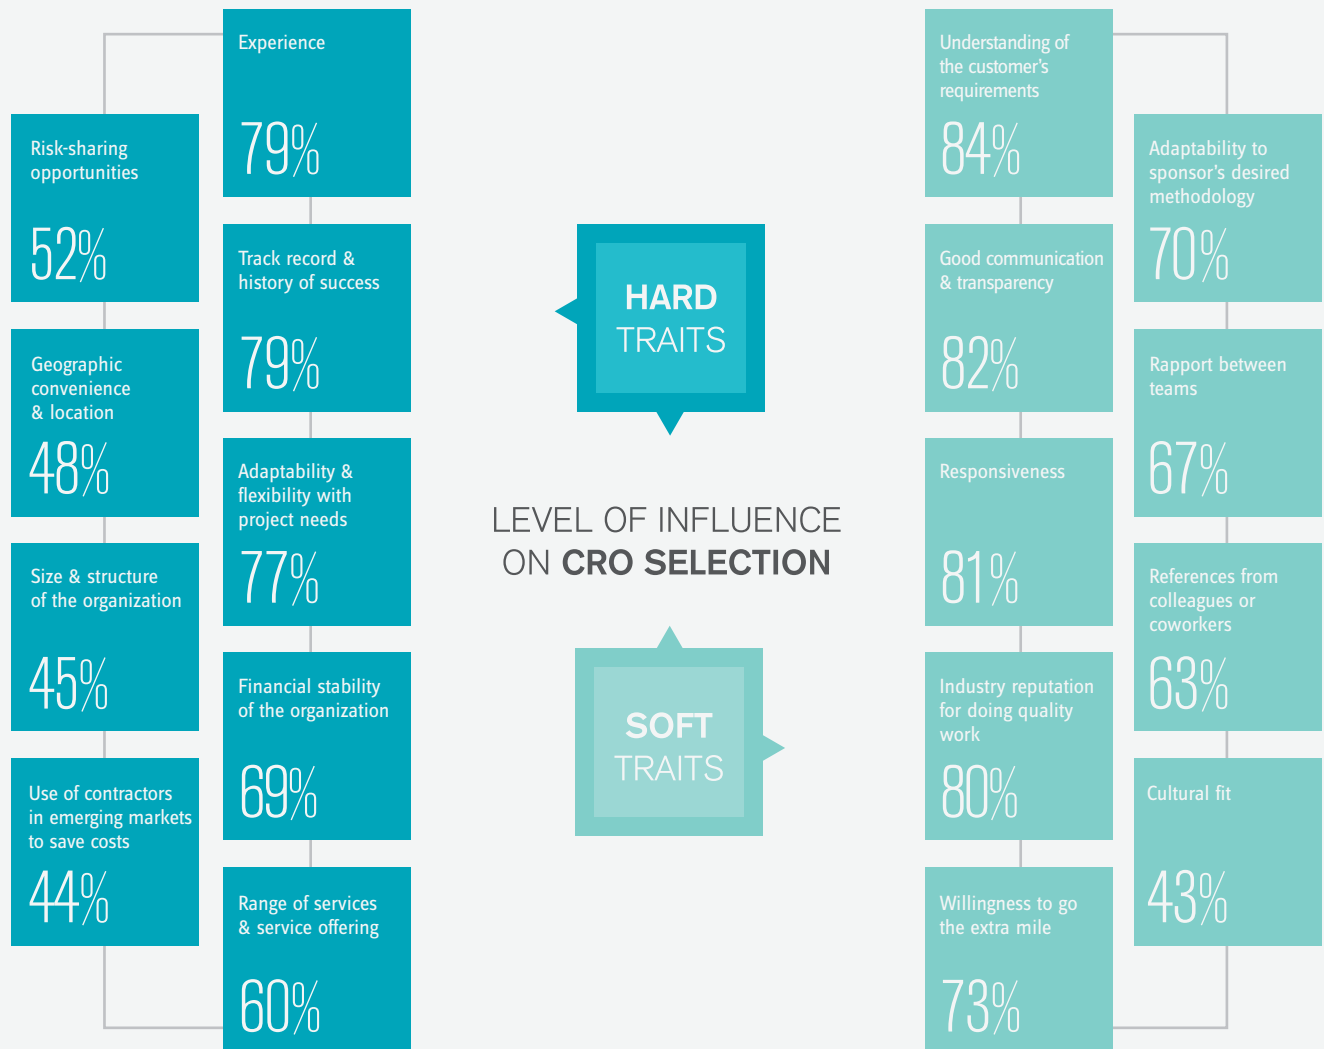 Experience
79%
Risk-sharing
opportunities
52%
Track record &
history of success
79%
Geographic
convenience
& location
48%
Adaptability &
flexibility with
project needs
77%
Size & structure
of the organization
45%
Financial stability
of the organization
69%
Use of contractors
in emerging markets
to save costs
44%
Range of services
& service offering
60%
HARD
TRAITS
LEVEL OF INFLUENCE
ON CRO SELECTION
SOFT
TRAITS
Understanding of
the customer's
requirements
84%
Adaptability to
sponsor's desired
methodology
70%
Good communication
& transparency
82%
Rapport between
teams
67%
Responsiveness
81%
References from
colleagues or
coworkers
63%
Industry reputation
for doing quality
work
80%
Cultural fit
43%
Willingness to go
the extra mile
73%